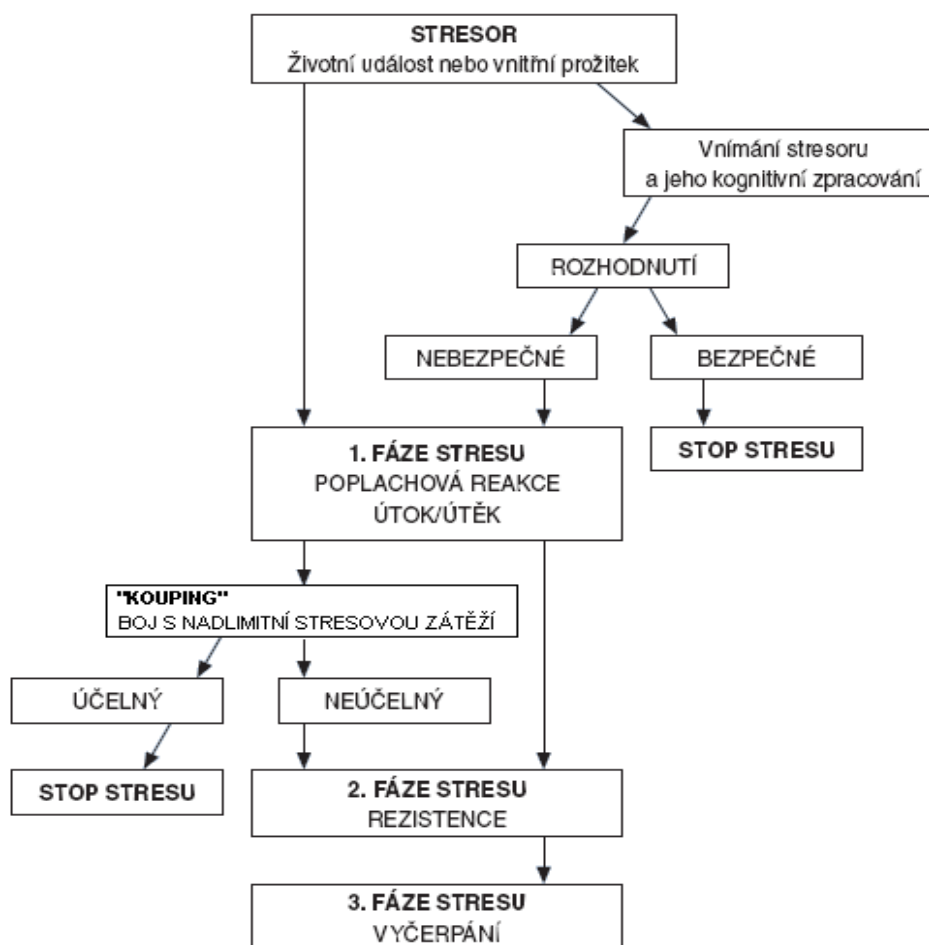 STRESOR
Životní událost nebo vnitřní prožitek
Vnímání stresoru
a jeho kognitivní zpracování
ROZHODNUTÍ
NEBEZPEČNÉ
BEZPEČNÉ
1. FÁZE STRESU
POPLACHOVÁ REAKCE
ÚTOK/ÚTĚK
STOP STRESU
"KOUPING"
BOJ S NADLIMITNÍ STRESOVOU ZÁTĚŽÍ
ÚČELNÝ
NEÚČELNÝ
STOP STRESU
2. FÁZE STRESU
REZISTENCE
3. FÁZE STRESU
VYČERPÁNÍ